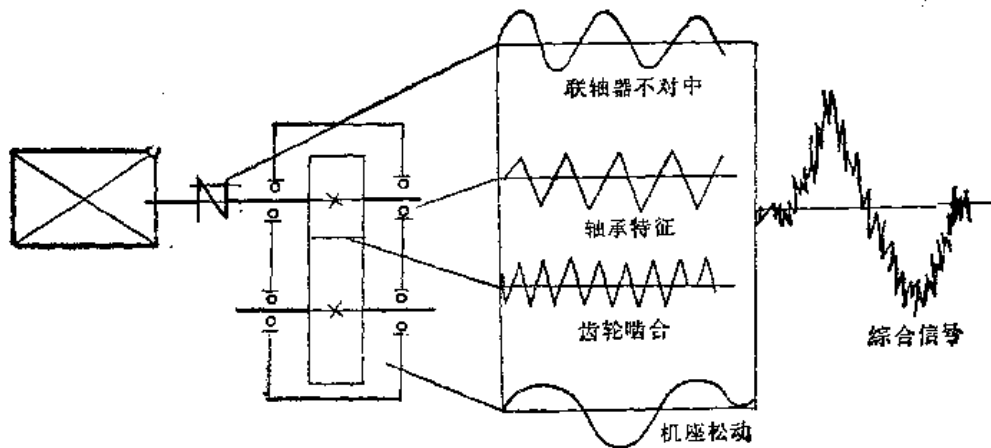 联轴器不对中
轴承特征
齿轮啮合
综合信号
机座松动